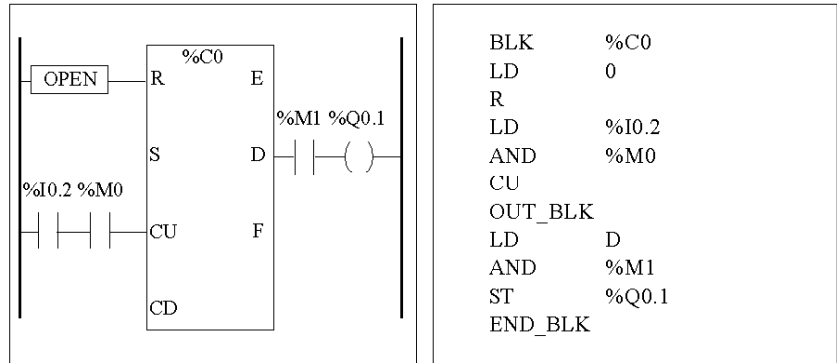 %C0
OPEN R E
%M1 %Q0.1
S D
%I0.2 %M0
CU F
CD
BLK %C0
LD 0
R
LD %I0.2
AND %M0
CU
OUT_BLK
LD D
AND %M1
ST %Q0.1
END_BLK